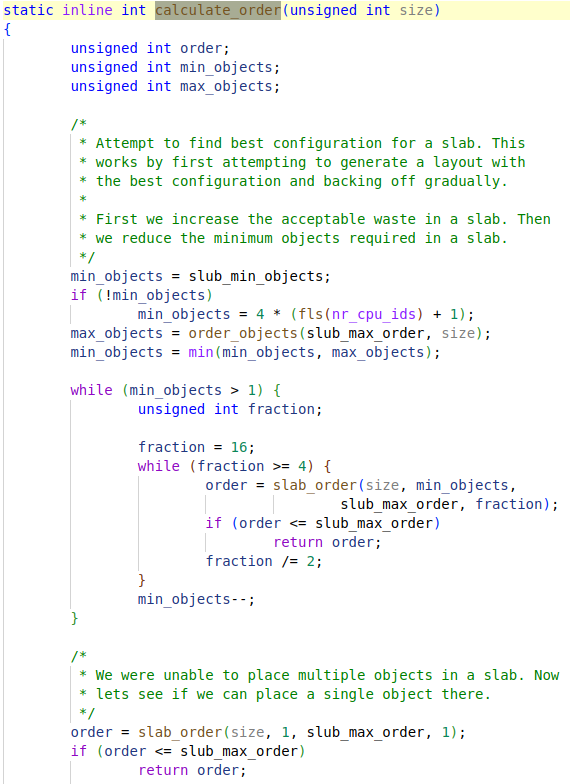 static inline int calculate_order(unsigned int size)
{
unsigned int order;
unsigned int min_objects;
unsigned int max_objects;
/*
* Attempt to find best configuration for a slab. This
* works by first attempting to generate a layout with
* the best configuration and backing off gradually.
*
* First we increase the acceptable waste in a slab. Then
* we reduce the minimum objects required in a slab.
*/
min_objects = slub_min_objects;
if (!min_objects)
min_objects = 4 * (fls(nr_cpu_ids) + 1);
max_objects = order_objects(slub_max_order, size);
min_objects = min(min_objects, max_objects);
while (min_objects > 1) {
unsigned int fraction;
fraction = 16;
while (fraction >= 4) {
order = slab_order(size, min_objects,
slub_max_order, fraction);
if (order <= slub_max_order)
return order;
fraction /= 2;
}
min_objects--;
}
/*
* We were unable to place multiple objects in a slab. Now
* lets see if we can place a single object there.
*/
order = slab_order(size, 1, slub_max_order, 1);
if (order <= slub_max_order)
return order;